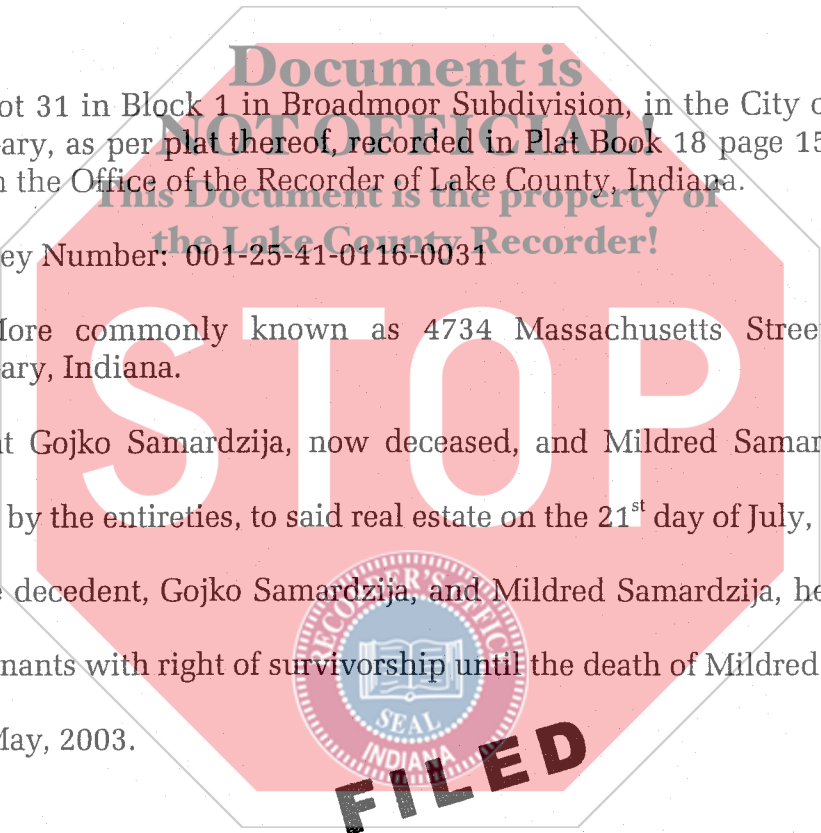 Document is
ot 31 in Block 1 in Broadmoor Subdivision, in the City o
NOT OFFICIAL!
ary, as per plat thereof, recorded in Plat Book 18 page 15
n the Office of the Recorder of Lake County, Indiana.
This Document is the property of
the Lake County Recorder!
ey Number: 001-25-41-0116-0031
More commonly known as 4734 Massachusetts Stree
ary, Indiana.
STOP
t Gojko Samardzija, now deceased, and Mildred Samar
by the entireties, to said real estate on the 21st day of July,
e decedent, Gojko Samardzija, and Mildred Samardzija, he
nants with right of survivorship until the death of Mildred
May, 2003.
RECORDER'S OFFICE
SEAL
INDIANA
FILED